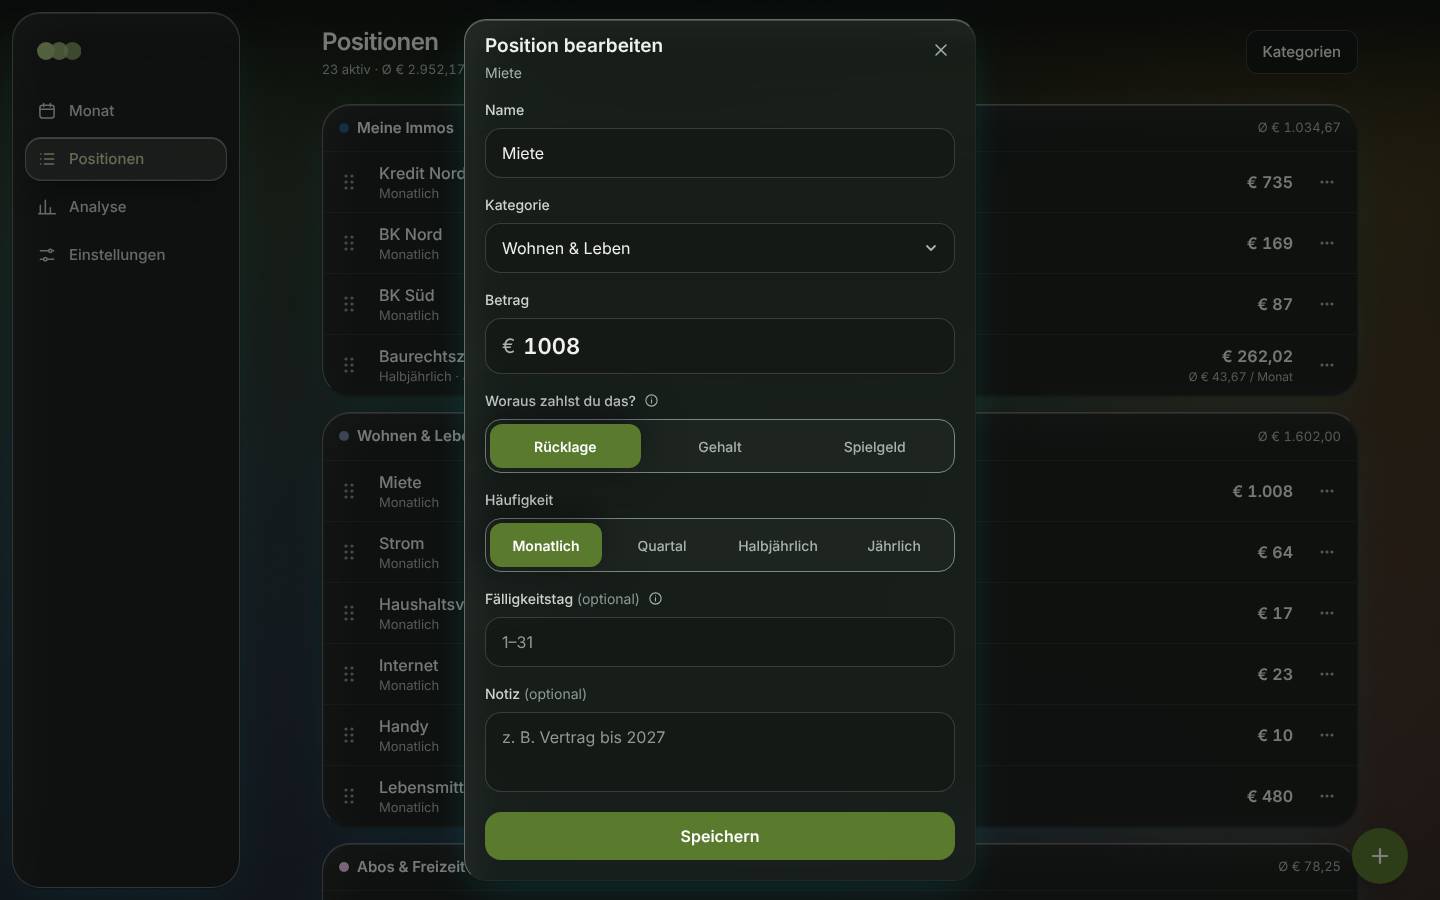 Monat
Positionen
Analyse
Einstellungen
Positionen
23 aktiv · Ø € 2.952,17
Kategorien
Meine Immos
Ø € 1.034,67
Kredit Nord
Monatlich
€ 735
BK Nord
Monatlich
€ 169
BK Süd
Monatlich
€ 87
Baurechtsz
Halbjährlich ·
€ 262,02
Ø € 43,67 / Monat
Wohnen & Lebe
Ø € 1.602,00
Miete
Monatlich
€ 1.008
Strom
Monatlich
€ 64
Haushaltsv
Monatlich
€ 17
Internet
Monatlich
€ 23
Handy
Monatlich
€ 10
Lebensmitt
Monatlich
€ 480
Abos & Freizeit
Ø € 78,25
Position bearbeiten
Miete
Name
Miete
Kategorie
Wohnen & Leben
Betrag
€ 1008
Woraus zahlst du das?
Rücklage Gehalt Spielgeld
Häufigkeit
Monatlich Quartal Halbjährlich Jährlich
Fälligkeitstag (optional)
1–31
Notiz (optional)
z. B. Vertrag bis 2027
Speichern